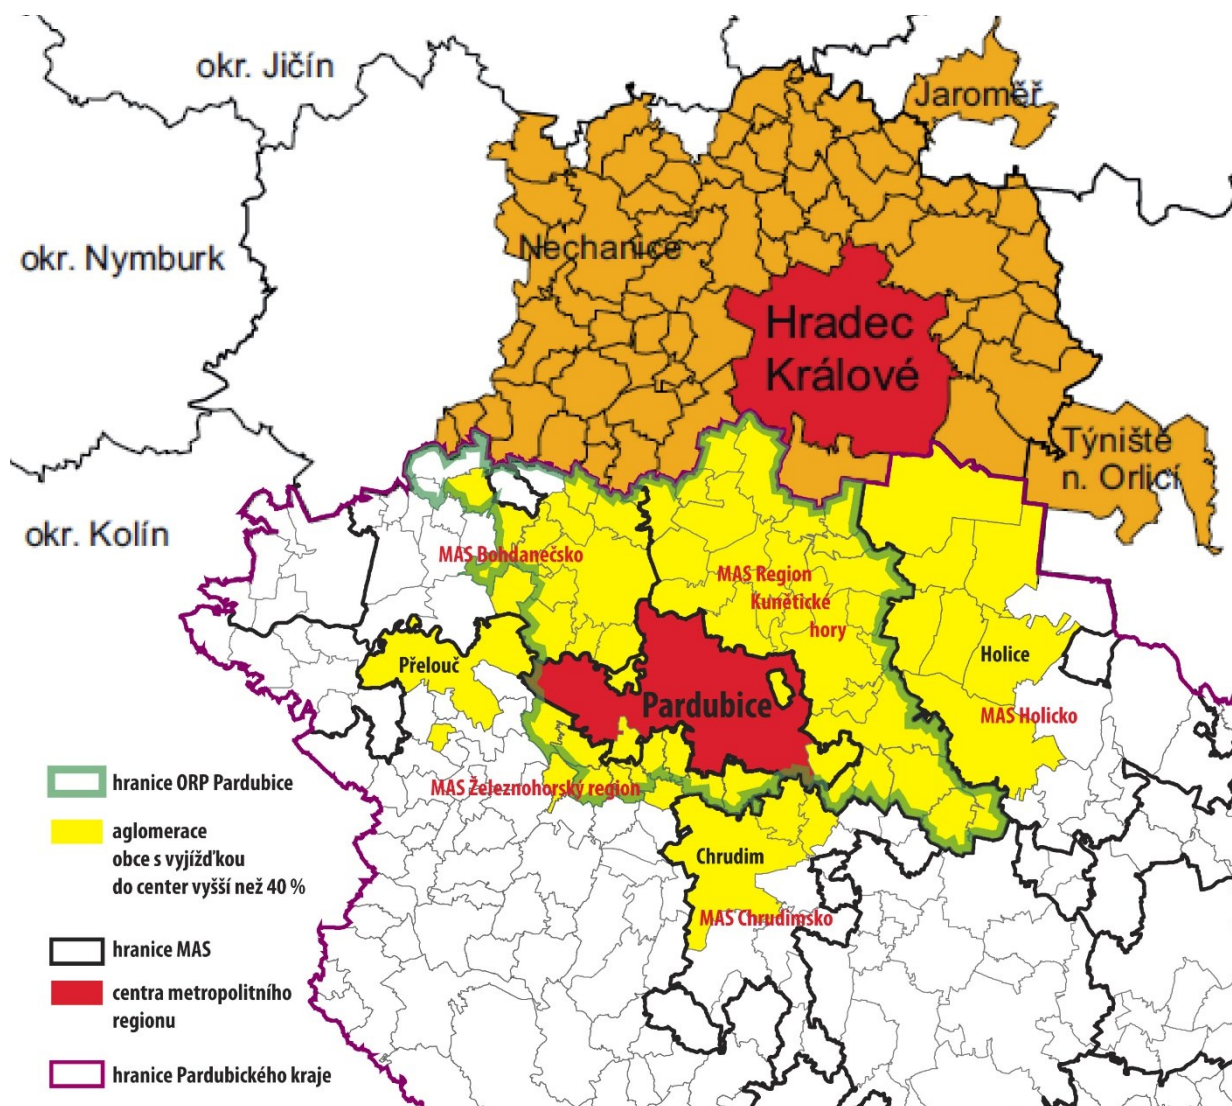 okr. Jičín
Jaroměř
okr. Nymburk
Nechanice
Hradec
Králové
Týniště
n. Orlicí
okr. Kolín
MAS Bohdanečsko
MAS Region
Kunětické
hory
Přelouč
Holice
Pardubice
MAS Holicko
MAS Železnohorský region
Chrudim
MAS Chrudimsko
hranice ORP Pardubice
aglomerace
obce s vyjížďkou
do center vyšší než 40 %
hranice MAS
centra metropolitního
regionu
hranice Pardubického kraje